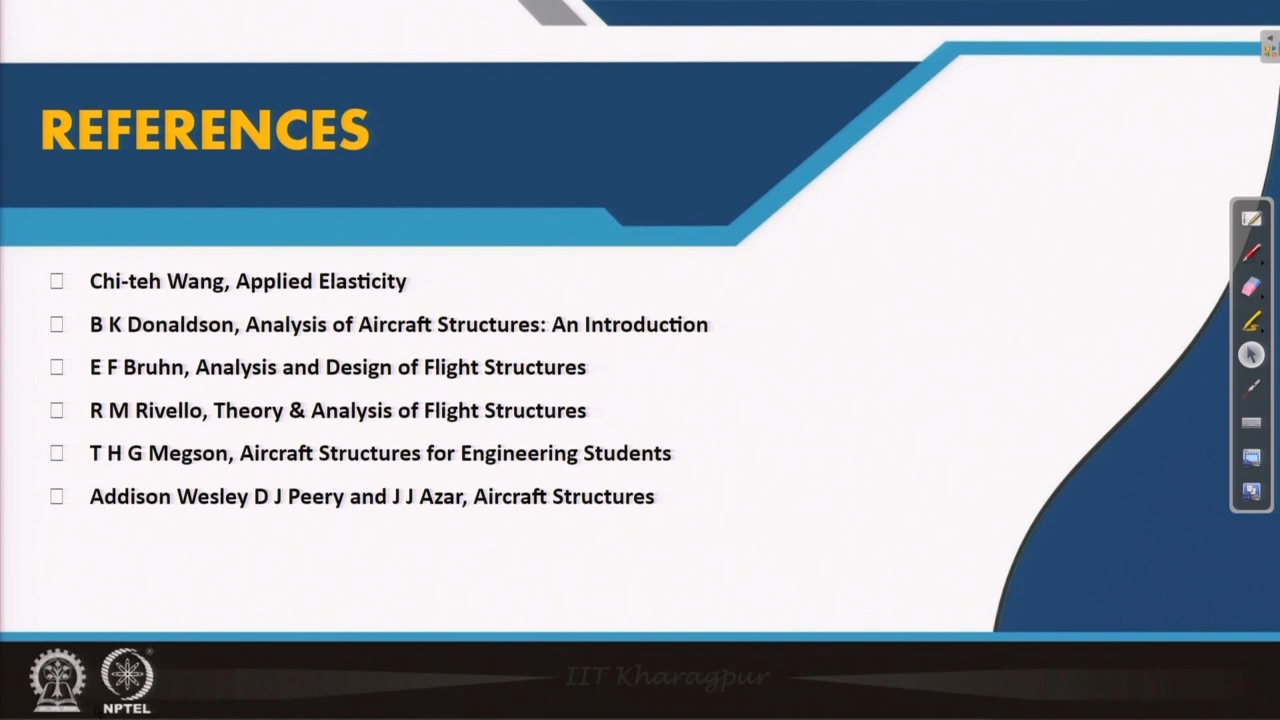 REFERENCES
Chi-teh Wang, Applied Elasticity
B K Donaldson, Analysis of Aircraft Structures: An Introduction
E F Bruhn, Analysis and Design of Flight Structures
R M Rivello, Theory & Analysis of Flight Structures
T H G Megson, Aircraft Structures for Engineering Students
Addison Wesley D J Peery and J J Azar, Aircraft Structures
IIT Kharagpur
NPTEL